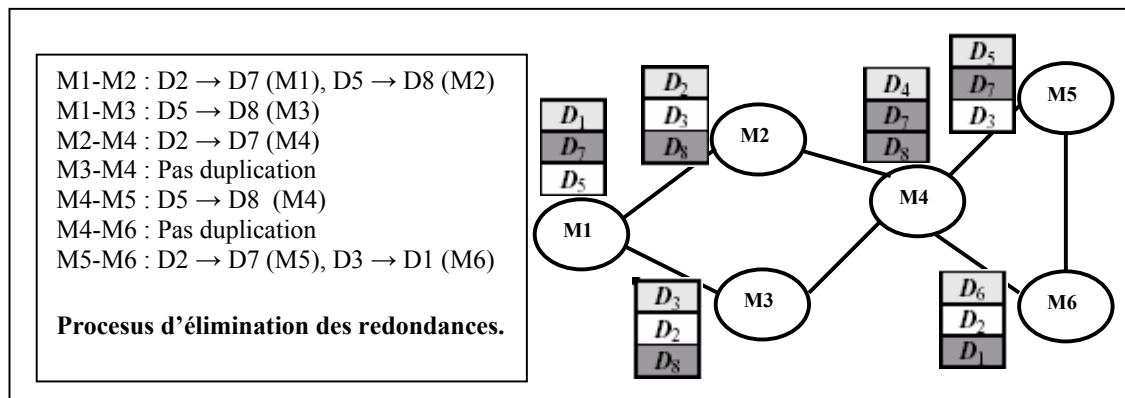 M1-M2 : D2 → D7 (M1), D5 → D8 (M2)
M1-M3 : D5 → D8 (M3)
M2-M4 : D2 → D7 (M4)
M3-M4 : Pas duplication
M4-M5 : D5 → D8 (M4)
M4-M6 : Pas duplication
M5-M6 : D2 → D7 (M5), D3 → D1 (M6)
Procesus d'élimination des redondances.
D1
D7
D5
M1
D2
D3
D8
M2
D3
D2
D8
M3
D4
D7
D8
M4
D5
D7
D3
M5
D6
D2
D1
M6